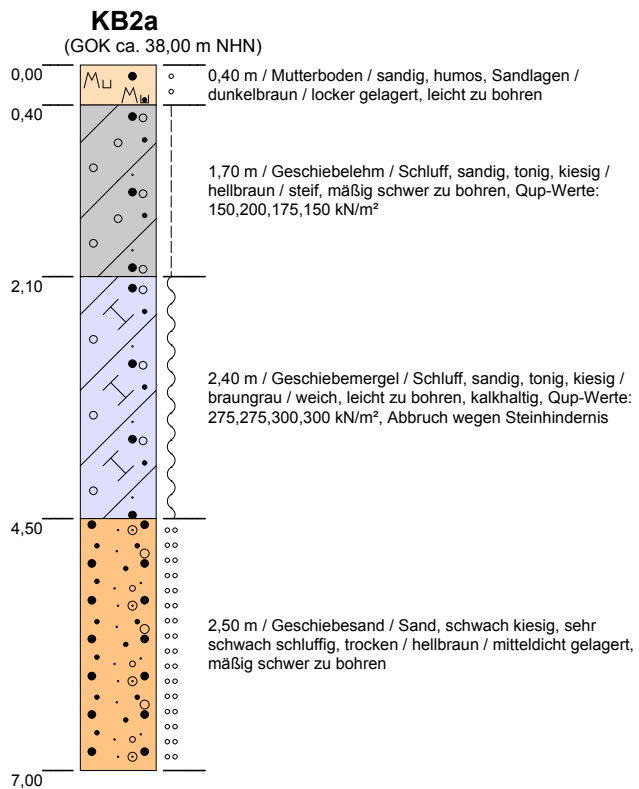 KB2a
(GOK ca. 38,00 m NHN)
0,00
Mu
Mu
0,40 m / Mutterboden / sandig, humos, Sandlagen /
dunkelbraun / locker gelagert, leicht zu bohren
0,40
1,70 m / Geschiebelehm / Schluff, sandig, tonig, kiesig /
hellbraun / steif, mäßig schwer zu bohren, Qup-Werte:
150,200,175,150 kN/m²
2,10
2,40 m / Geschiebemergel / Schluff, sandig, tonig, kiesig /
braungrau / weich, leicht zu bohren, kalkhaltig, Qup-Werte:
275,275,300,300 kN/m², Abbruch wegen Steinhindernis
4,50
2,50 m / Geschiebesand / Sand, schwach kiesig, sehr
schwach schluffig, trocken / hellbraun / mitteldicht gelagert,
mäßig schwer zu bohren
7,00